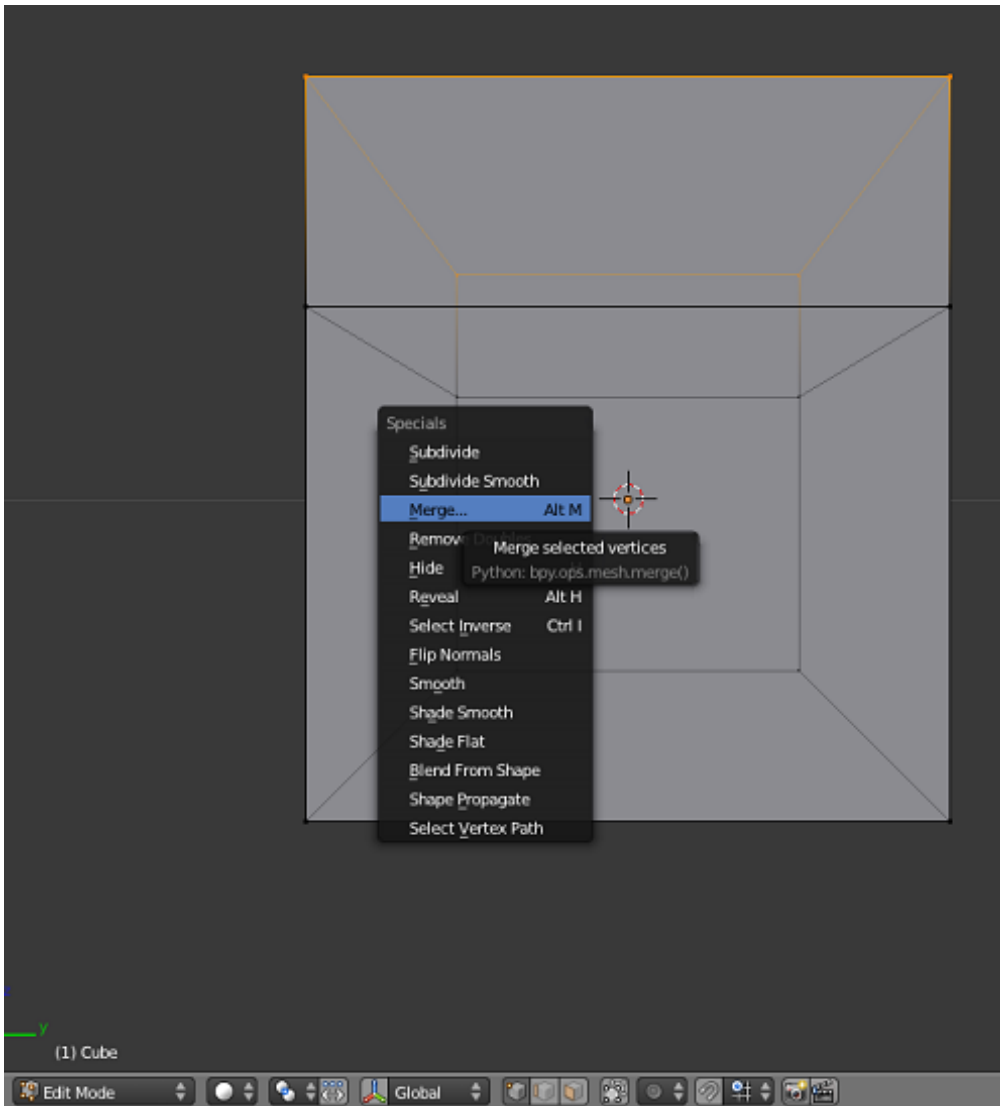 Specials
Subdivide
Subdivide Smooth
Merge... Alt M
Remove
Merge selected vertices
Hide
Python: bpy.ops.mesh.merge()
Reveal Alt H
Select Inverse Ctrl I
Flip Normals
Smooth
Shade Smooth
Shade Flat
Blend From Shape
Shape Propagate
Select Vertex Path
y
(1) Cube
Edit Mode
Global